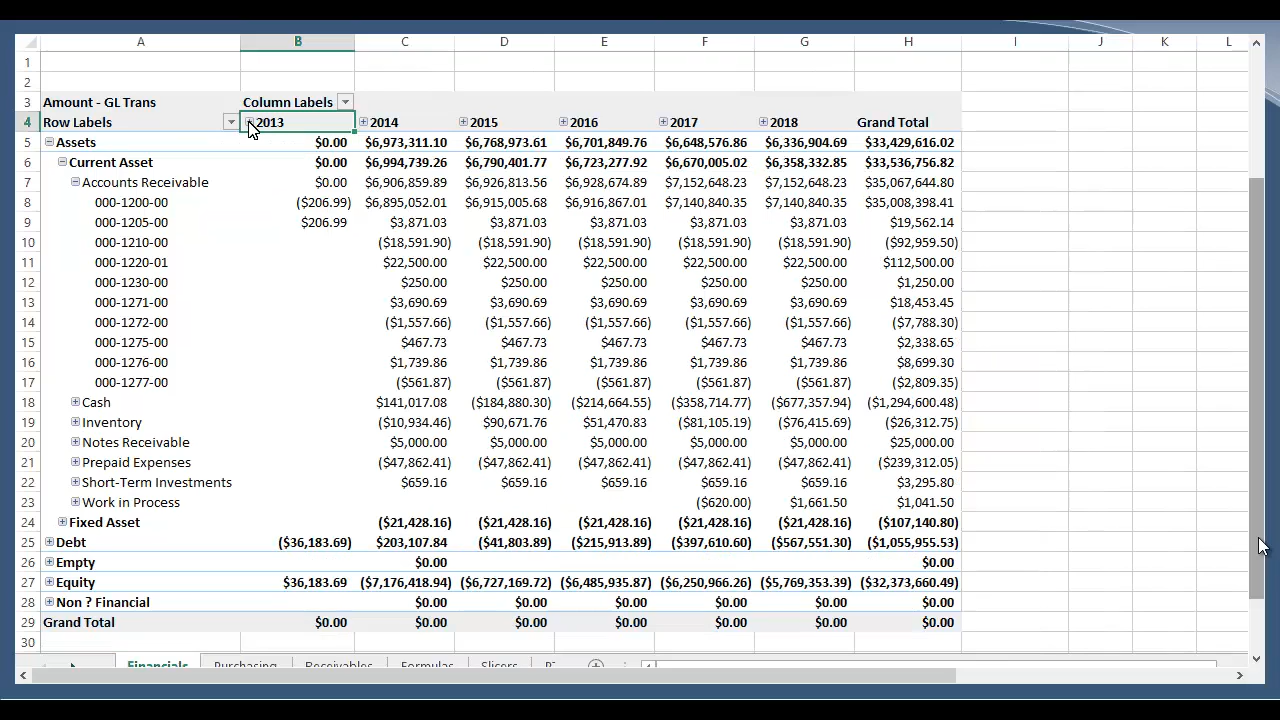 A B C D E F G H I J K L
1
2
3 Amount - GL Trans Column Labels
4 Row Labels 2013 2014 2015 2016 2017 2018 Grand Total
5 Assets $0.00 $6,973,311.10 $6,768,973.61 $6,701,849.76 $6,648,576.86 $6,336,904.69 $33,429,616.02
6 Current Asset $0.00 $6,994,739.26 $6,790,401.77 $6,723,277.92 $6,670,005.02 $6,358,332.85 $33,536,756.82
7 Accounts Receivable $0.00 $6,906,859.89 $6,926,813.56 $6,928,674.89 $7,152,648.23 $7,152,648.23 $35,067,644.80
8 000-1200-00 ($206.99) $6,895,052.01 $6,915,005.68 $6,916,867.01 $7,140,840.35 $7,140,840.35 $35,008,398.41
9 000-1205-00 $206.99 $3,871.03 $3,871.03 $3,871.03 $3,871.03 $3,871.03 $19,562.14
10 000-1210-00 ($18,591.90) ($18,591.90) ($18,591.90) ($18,591.90) ($18,591.90) ($92,959.50)
11 000-1220-01 $22,500.00 $22,500.00 $22,500.00 $22,500.00 $22,500.00 $112,500.00
12 000-1230-00 $250.00 $250.00 $250.00 $250.00 $250.00 $1,250.00
13 000-1271-00 $3,690.69 $3,690.69 $3,690.69 $3,690.69 $3,690.69 $18,453.45
14 000-1272-00 ($1,557.66) ($1,557.66) ($1,557.66) ($1,557.66) ($1,557.66) ($7,788.30)
15 000-1275-00 $467.73 $467.73 $467.73 $467.73 $467.73 $2,338.65
16 000-1276-00 $1,739.86 $1,739.86 $1,739.86 $1,739.86 $1,739.86 $8,699.30
17 000-1277-00 ($561.87) ($561.87) ($561.87) ($561.87) ($561.87) ($2,809.35)
18 Cash $141,017.08 ($184,880.30) ($214,664.55) ($358,714.77) ($677,357.94) ($1,294,600.48)
19 Inventory ($10,934.46) $90,671.76 $51,470.83 ($81,105.19) ($76,415.69) ($26,312.75)
20 Notes Receivable $5,000.00 $5,000.00 $5,000.00 $5,000.00 $5,000.00 $25,000.00
21 Prepaid Expenses ($47,862.41) ($47,862.41) ($47,862.41) ($47,862.41) ($47,862.41) ($239,312.05)
22 Short-Term Investments $659.16 $659.16 $659.16 $659.16 $659.16 $3,295.80
23 Work in Process ($620.00) $1,661.50 $1,041.50
24 Fixed Asset ($21,428.16) ($21,428.16) ($21,428.16) ($21,428.16) ($21,428.16) ($107,140.80)
25 Debt ($36,183.69) $203,107.84 ($41,803.89) ($215,913.89) ($397,610.60) ($567,551.30) ($1,055,955.53)
26 Empty $0.00 $0.00
27 Equity $36,183.69 ($7,176,418.94) ($6,727,169.72) ($6,485,935.87) ($6,250,966.26) ($5,769,353.39) ($32,373,660.49)
28 Non ? Financial $0.00 $0.00 $0.00 $0.00 $0.00 $0.00
29 Grand Total $0.00 $0.00 $0.00 $0.00 $0.00 $0.00 $0.00
30
Financials Purchasing Receivables Formulas Slicers